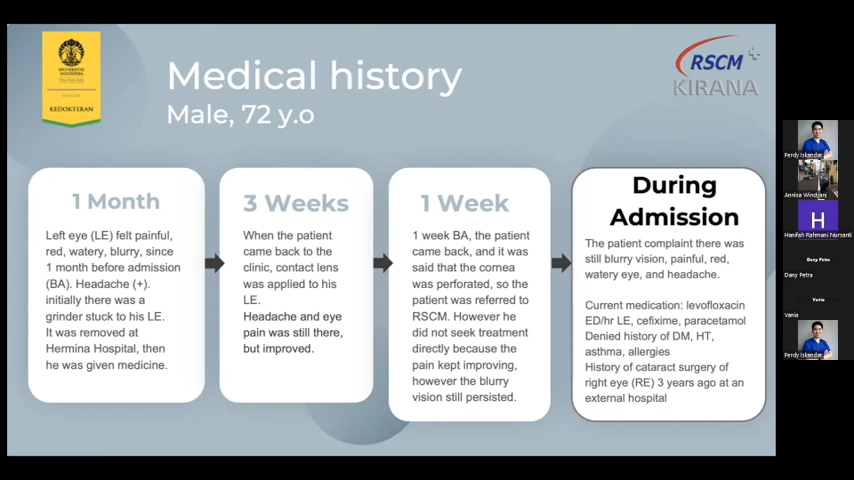 UNIVERSITAS
INDONESIA
KEDOKTERAN
Medical history
Male, 72 y.o
RSCM
KIRANA
1 Month
Left eye (LE) felt painful,
red, watery, blurry, since
1 month before admission
(BA). Headache (+).
initially there was a
grinder stuck to his LE.
It was removed at
Hermina Hospital, then
he was given medicine.
3 Weeks
When the patient
came back to the
clinic, contact lens
was applied to his
LE.
Headache and eye
pain was still there,
but improved.
1 Week
1 week BA, the patient
came back, and it was
said that the cornea
was perforated, so the
patient was referred to
RSCM. However he
did not seek treatment
directly because the
pain kept improving,
however the blurry
vision still persisted.
During
Admission
The patient complaint there was
still blurry vision, painful, red,
watery eye, and headache.
Current medication: levofloxacin
ED/hr LE, cefixime, paracetamol
Denied history of DM, HT,
asthma, allergies
History of cataract surgery of
right eye (RE) 3 years ago at an
external hospital
Ferdy Iskandar
Annisa Windyani
H
Hanifah Rahmani Nursanti
Dany Petra
Dany Petra
Vania
Vania
Ferdy Iskandar